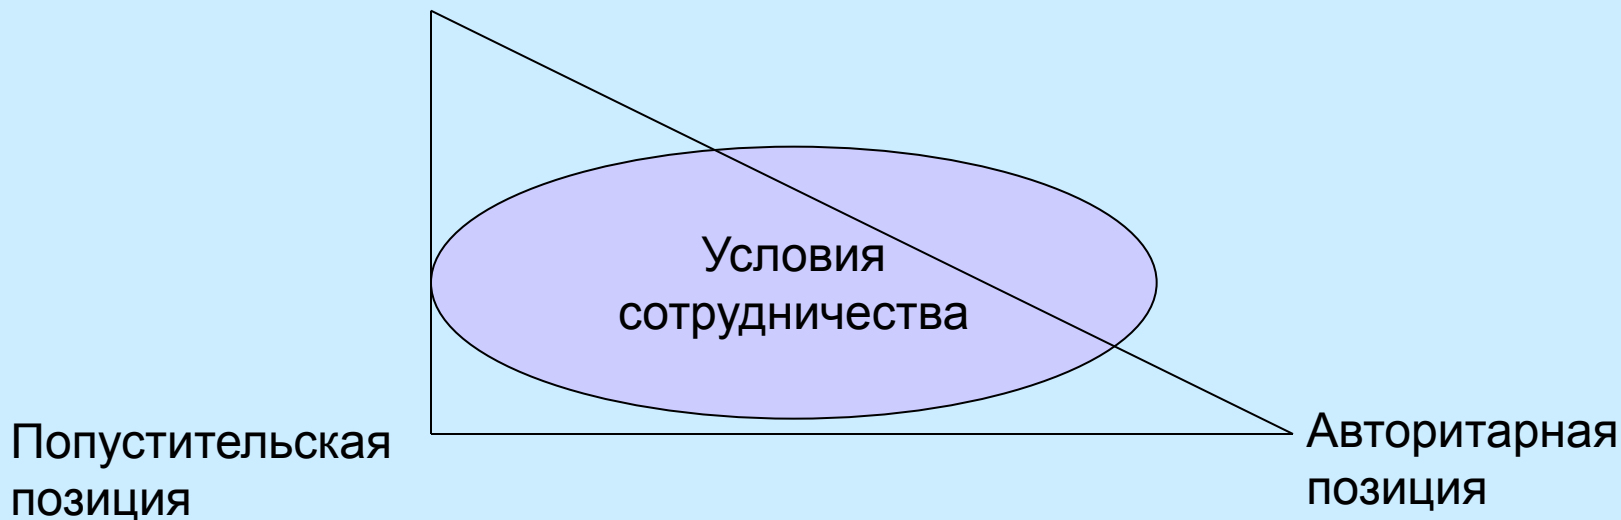 Условия
сотрудничества
Попустительская
позиция
Авторитарная
позиция